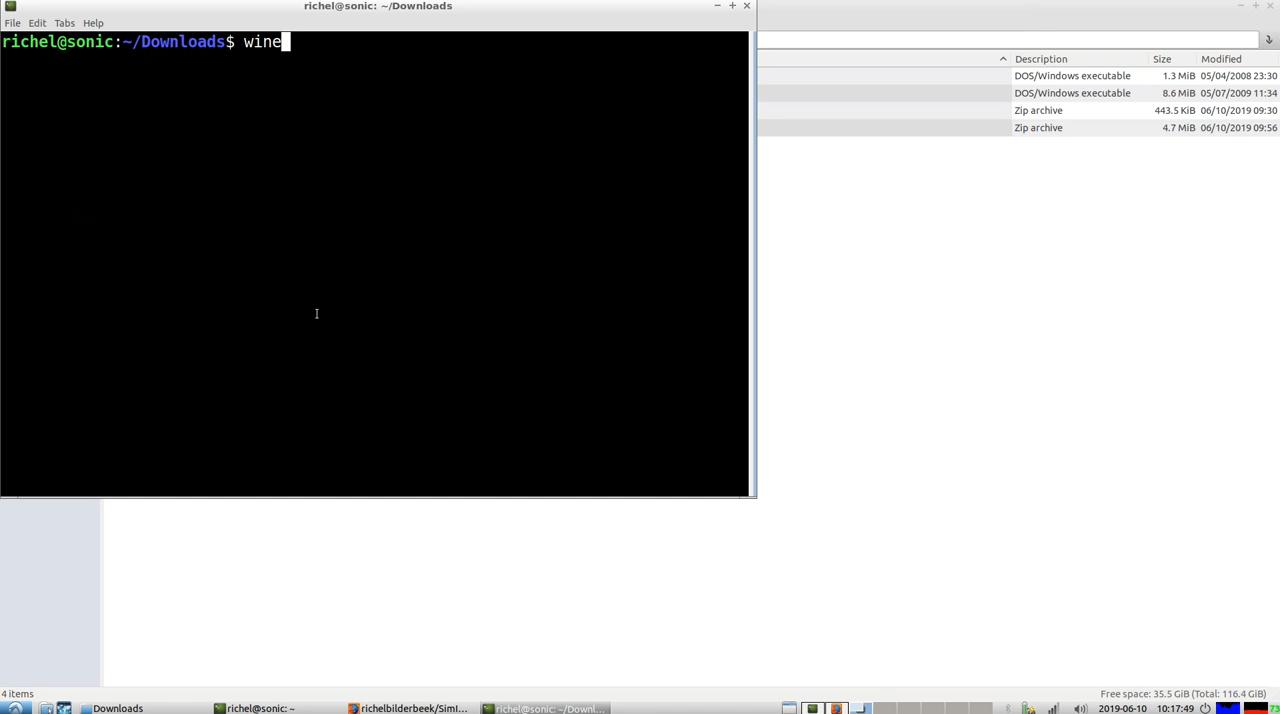 richel@sonic: ~/Downloads
File Edit Tabs Help
richel@sonic:~/Downloads$ wine
Description Size Modified
DOS/Windows executable 1.3 MiB 05/04/2008 23:30
DOS/Windows executable 8.6 MiB 05/07/2009 11:34
Zip archive 443.5 KiB 06/10/2019 09:30
Zip archive 4.7 MiB 06/10/2019 09:56
4 items
Free space: 35.5 GiB (Total: 116.4 GiB)
Downloads
richel@sonic: ~
richelbilderbeek/SimI...
richel@sonic: ~/Downl...
2019-06-10 10:17:49